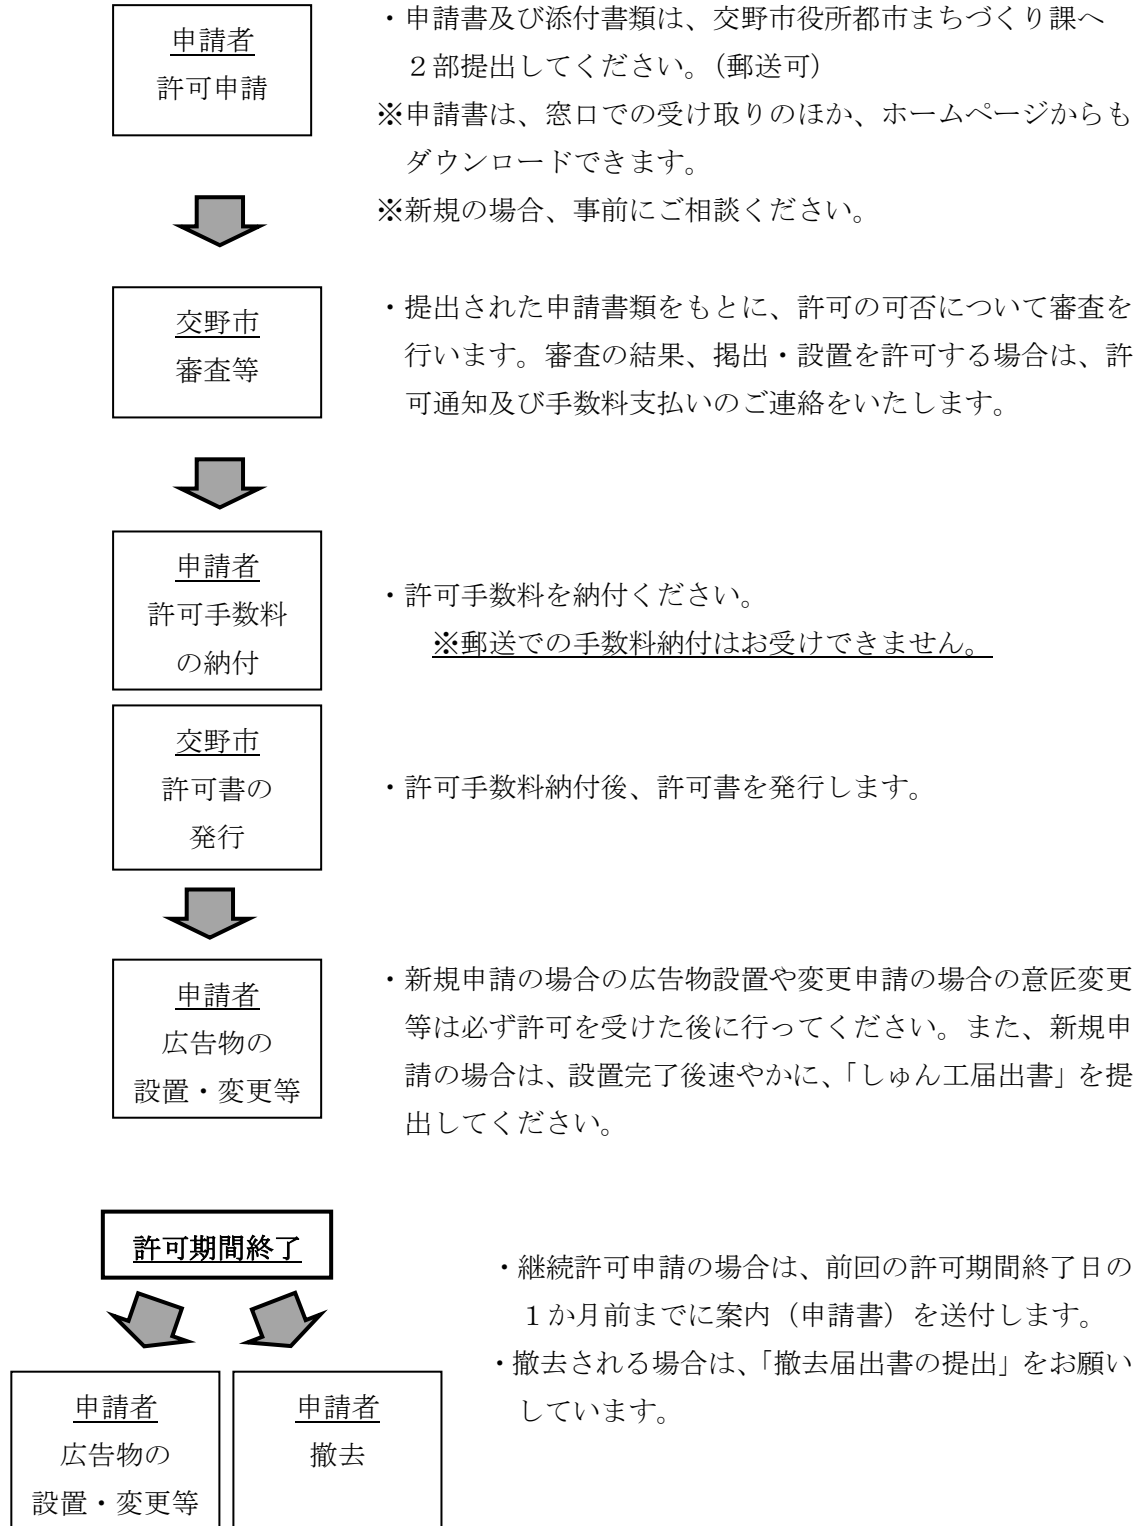 申請者
許可申請
・申請書及び添付書類は、交野市役所都市まちづくり課へ
２部提出してください。（郵送可）
※申請書は、窓口での受け取りのほか、ホームページからも
ダウンロードできます。
※新規の場合、事前にご相談ください。
交野市
審査等
・提出された申請書類をもとに、許可の可否について審査を
行います。審査の結果、掲出・設置を許可する場合は、許
可通知及び手数料支払いのご連絡をいたします。
申請者
許可手数料
の納付
・許可手数料を納付ください。
※郵送での手数料納付はお受けできません。
交野市
許可書の
発行
・許可手数料納付後、許可書を発行します。
申請者
広告物の
設置・変更等
・新規申請の場合の広告物設置や変更申請の場合の意匠変更
等は必ず許可を受けた後に行ってください。また、新規申
請の場合は、設置完了後速やかに、「しゅん工届出書」を提
出してください。
許可期間終了
・継続許可申請の場合は、前回の許可期間終了日の
１か月前までに案内（申請書）を送付します。
・撤去される場合は、「撤去届出書の提出」をお願い
しています。
申請者
広告物の
設置・変更等
申請者
撤去